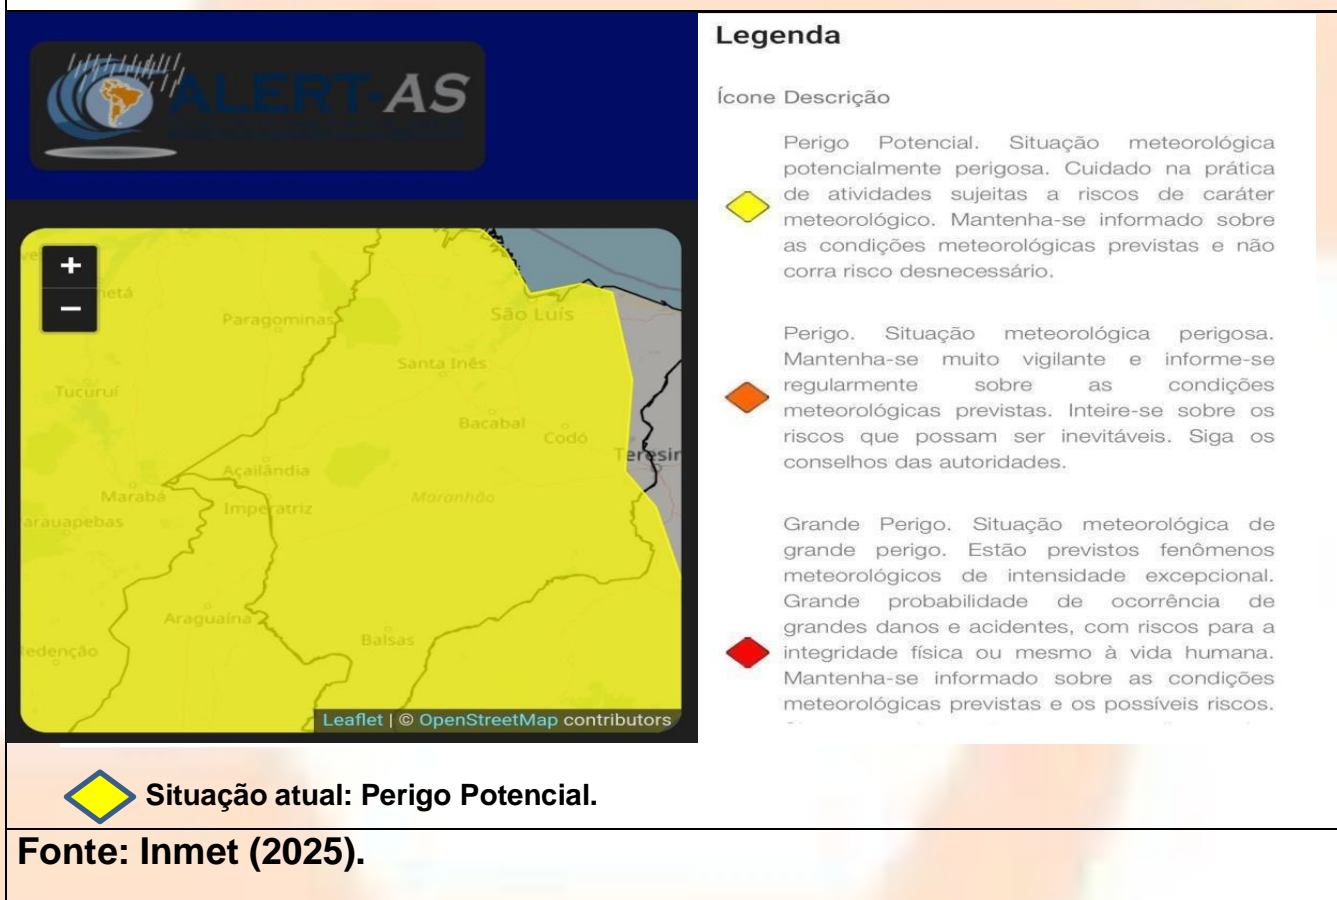 ALERT-AS
+
−
metá
Paragominas
São Luís
Santa Inês
Tucuruí
Bacabal
Codó
Teresin
Açailândia
Marabá
Imperatriz
Maranhão
arauapebas
Araguaína
Balsas
Redenção
Leaflet | © OpenStreetMap contributors
Legenda
Ícone Descrição
Perigo Potencial. Situação meteorológica
potencialmente perigosa. Cuidado na prática
de atividades sujeitas a riscos de caráter
meteorológico. Mantenha-se informado sobre
as condições meteorológicas previstas e não
corra risco desnecessário.
Perigo. Situação meteorológica perigosa.
Mantenha-se muito vigilante e informe-se
regularmente sobre as condições
meteorológicas previstas. Inteire-se sobre os
riscos que possam ser inevitáveis. Siga os
conselhos das autoridades.
Grande Perigo. Situação meteorológica de
grande perigo. Estão previstos fenômenos
meteorológicos de intensidade excepcional.
Grande probabilidade de ocorrência de
grandes danos e acidentes, com riscos para a
integridade física ou mesmo à vida humana.
Mantenha-se informado sobre as condições
meteorológicas previstas e os possíveis riscos.
Situação atual: Perigo Potencial.
Fonte: Inmet (2025).